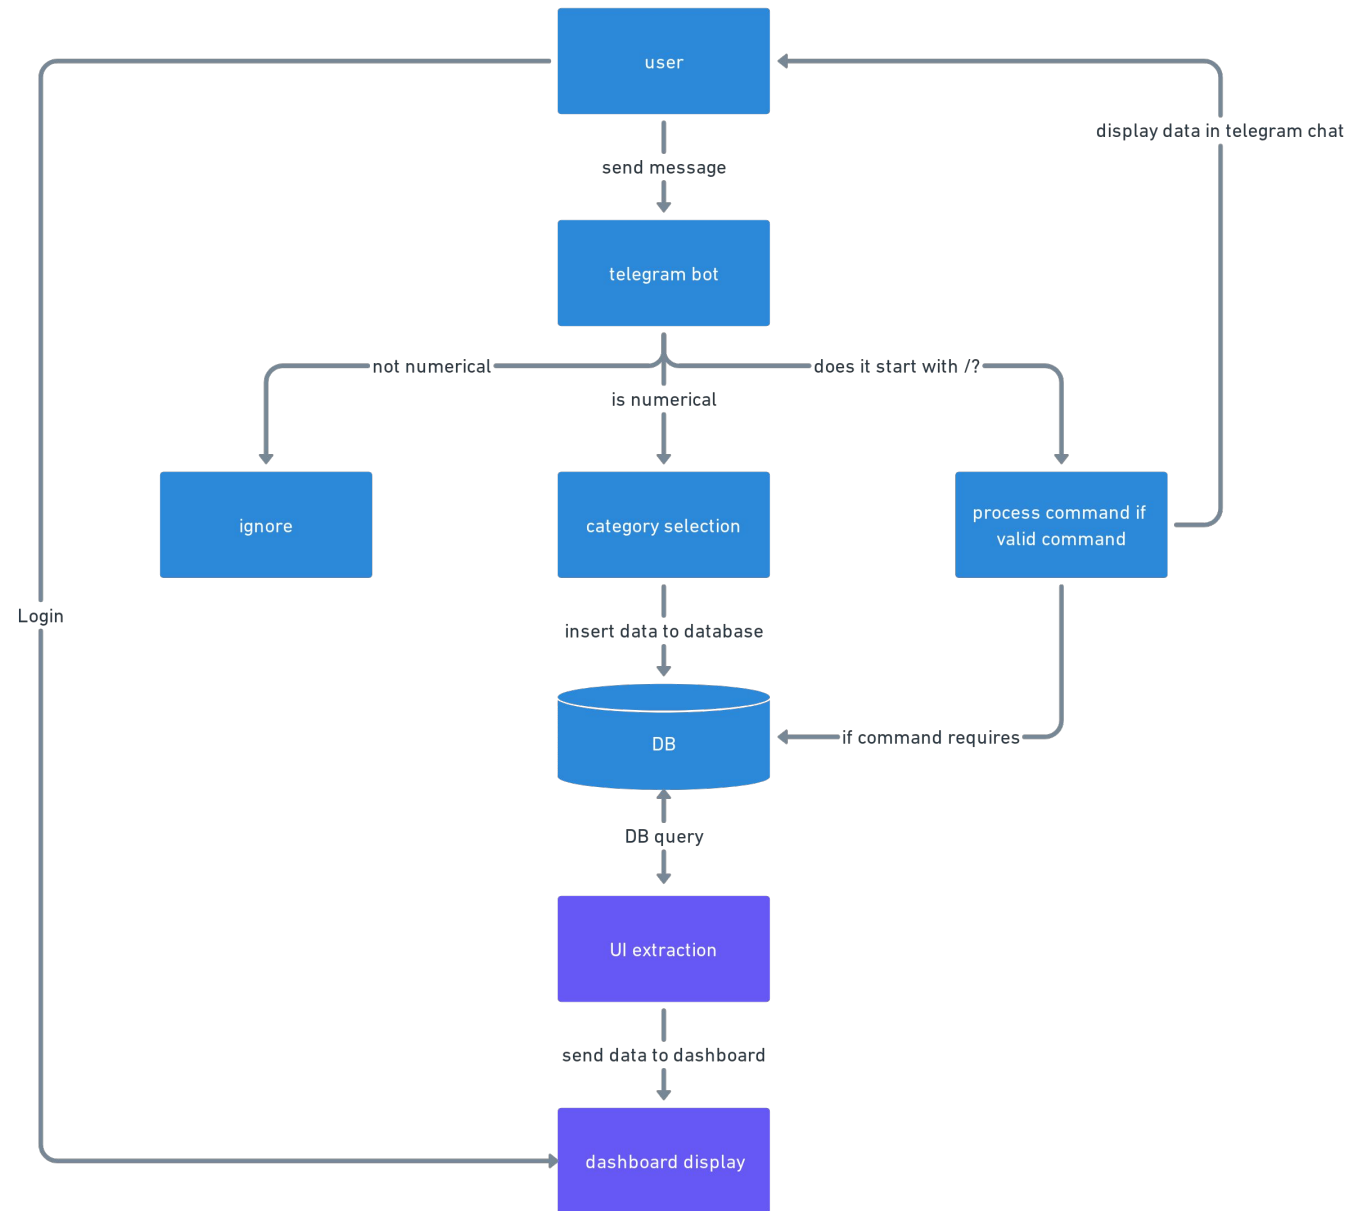 user
display data in telegram chat
send message
telegram bot
not numerical
does it start with /?
is numerical
ignore
category selection
process command if
valid command
Login
insert data to database
if command requires
DB
DB query
UI extraction
send data to dashboard
dashboard display